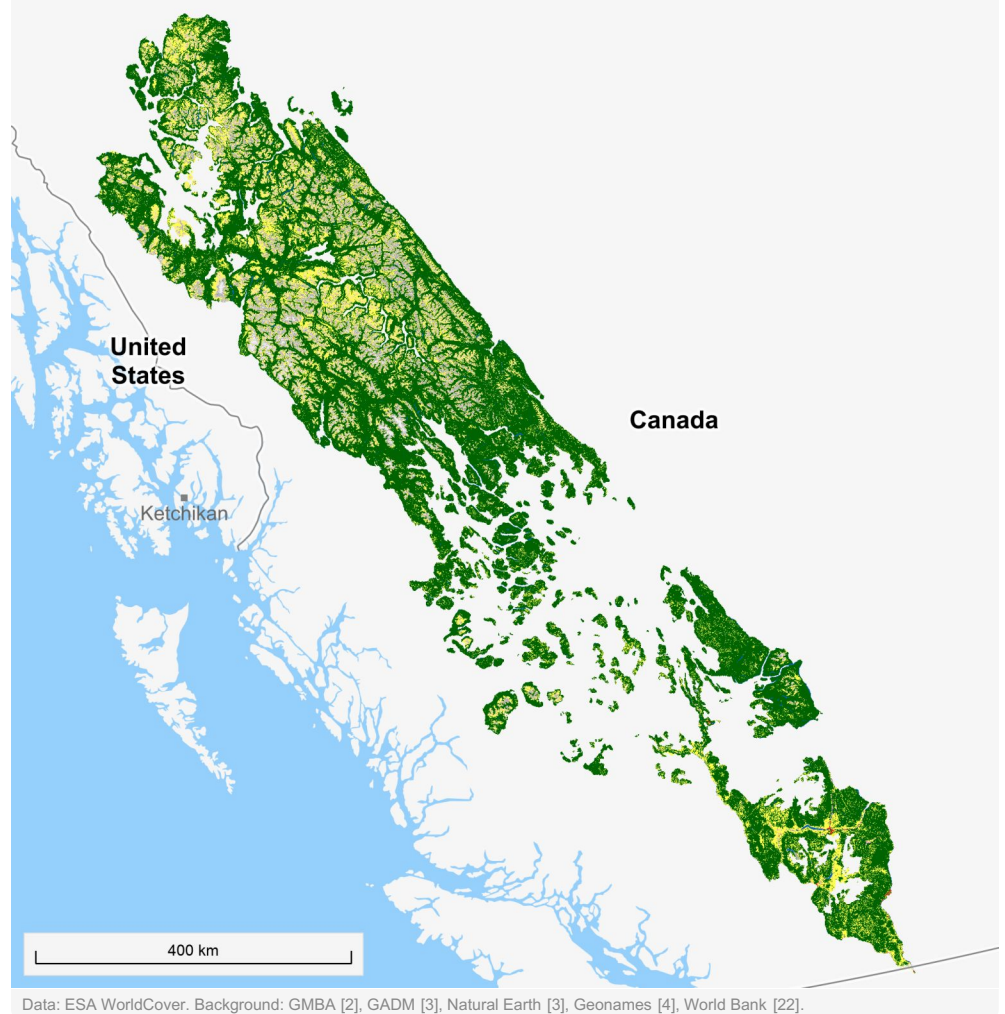 United
States
Canada
Ketchikan
400 km
Data: ESA WorldCover. Background: GMBA [2], GADM [3], Natural Earth [3], Geonames [4], World Bank [22].